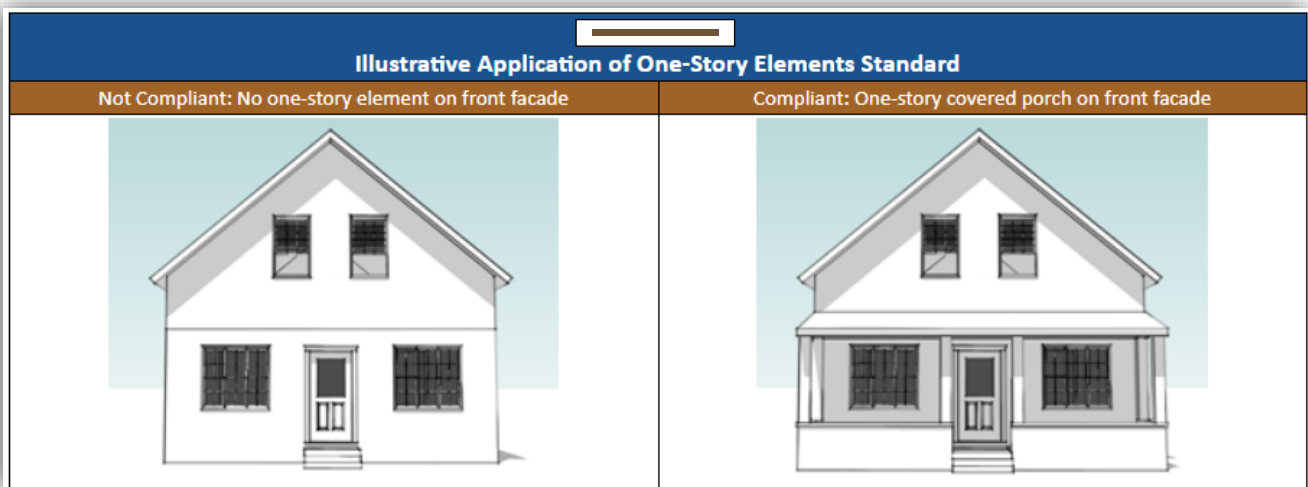 Illustrative Application of One-Story Elements Standard
Not Compliant: No one-story element on front facade
Compliant: One-story covered porch on front facade